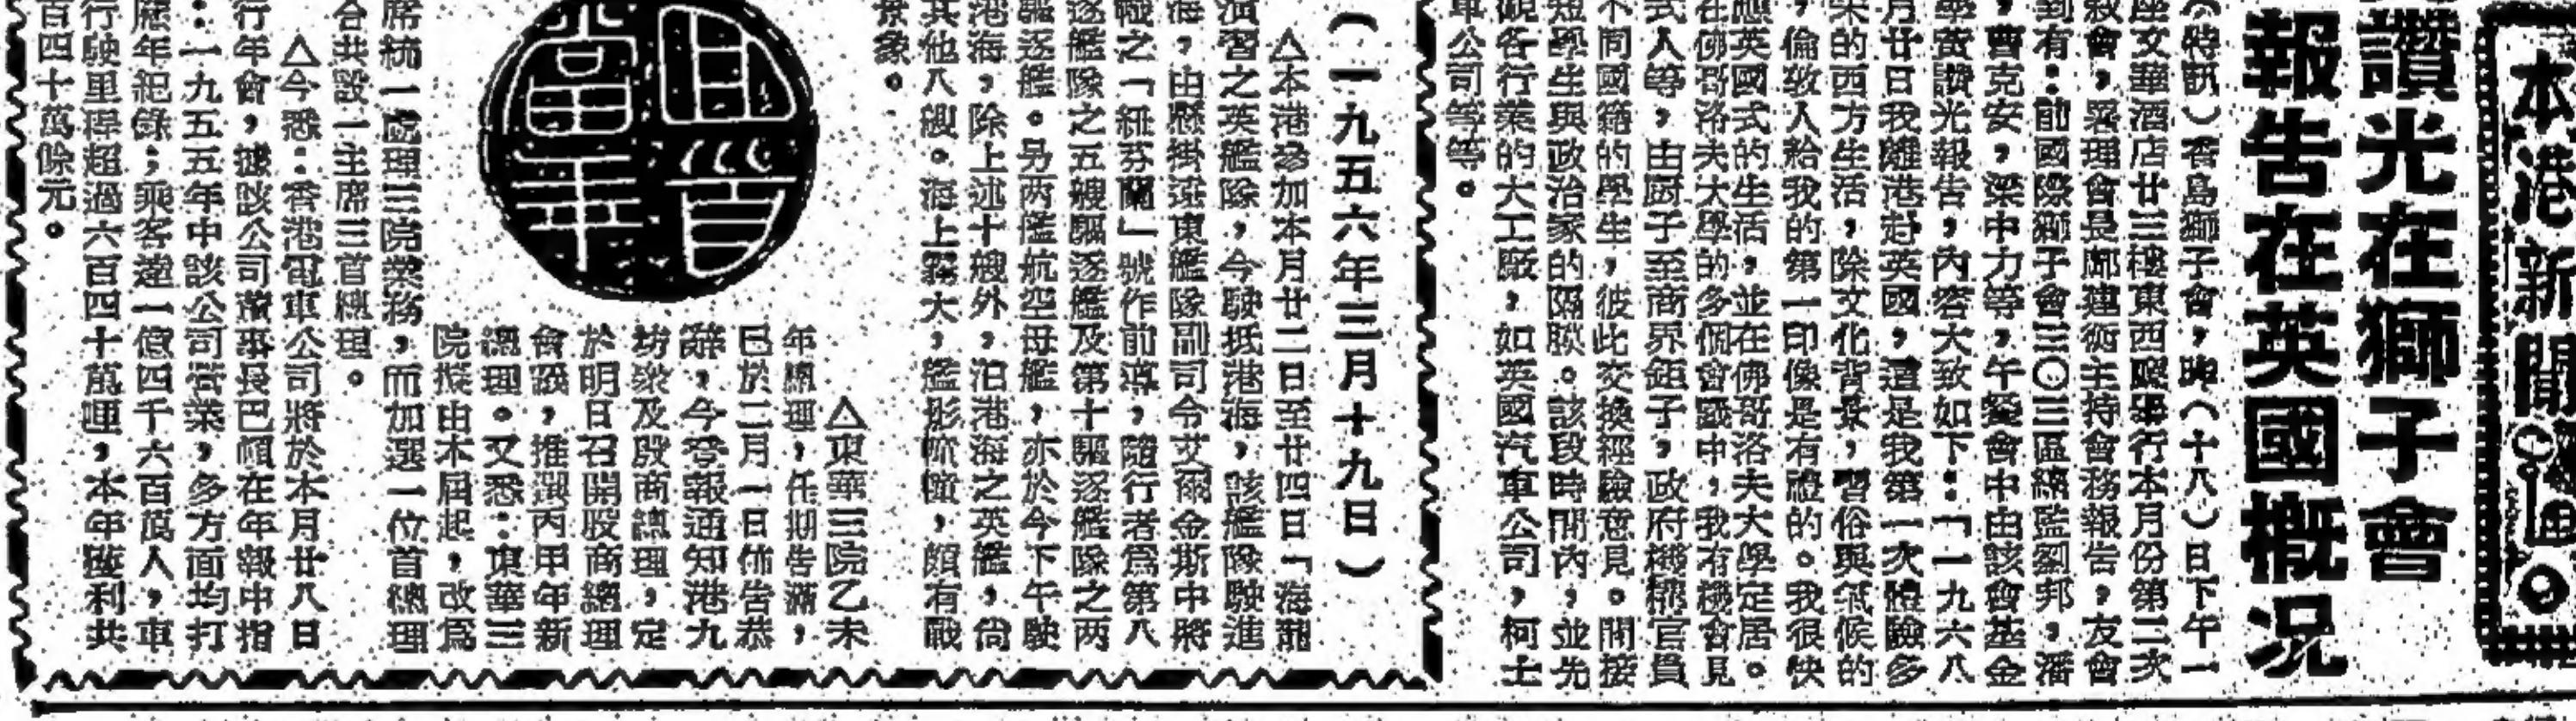 本港新聞
讚光在獅子會
報告在英國概况
（特訊）香島獅子會，昨（十八）日下午一
座文華酒店廿三樓東西廳舉行本月份第二次
敘會，署理會長鄺建衡主持會務報告，友會
到有：前國際獅子會三〇三區總監劉邦，潘
，曹克安，梁中力等，午餐會中由該會基金
學黃讚光報告，內容大致如下：「一九六八
月廿日我離港赴英國，這是我第一次體險多
采的西方生活，除文化背景，習俗與氣候的
，倫敦人給我的第一印像是有禮的。我很快
應英國式的生活，並在佛哥洛夫大學定居。
在佛哥洛夫大學的多個會議中，我有機會見
式人等，由厨子至商界鉅子，政府機構官員
不同國籍的學生，彼此交換經驗意見。間接
短學生與政治家的隔膜。該段時間內，並先
觀各行業的大工廠，如英國汽車公司，柯士
車公司等等。
（一九五六年三月十九日）
△本港參加本月廿二日至廿四日「海龍
演習之英艦隊，今駛抵港海，該艦隊駛進
海，由懸掛遠東艦隊副司令艾爾金斯中將
之「紐芬蘭」號作前導，隨行者爲第八
逐艦隊之五艘驅逐艦及第十驅逐艦隊之两
驅逐艦。另两艦航空母艦，亦於今下午駛
港海，除上述十艘外，泊港海之英艦，尙
其他八艘。海上霧大，艦影，頗有戰
景象。
日昔
當年
△東華三院乙未
年總理，任期告滿，
已於二月一日佈告恭
辭，今登報通知港九
坊衆及殷商總理，定
於明日召開殷商總理
會議，推選丙申年新
總理。又悉：東華三
院擬由本屆起，改爲
席統一處理三院業務，而加選一位首總理
合共設一主席三首總理。
△今悉：香港電車公司將於本月廿八日
行年會，據該公司董事長巴頓在年報中指
：一九五五年中該公司營業，多方面均打
歷年紀錄；乘客達一億四千六百萬人，車
行駛里程超過六百四十萬哩，本年盈利共
百四十萬餘元。